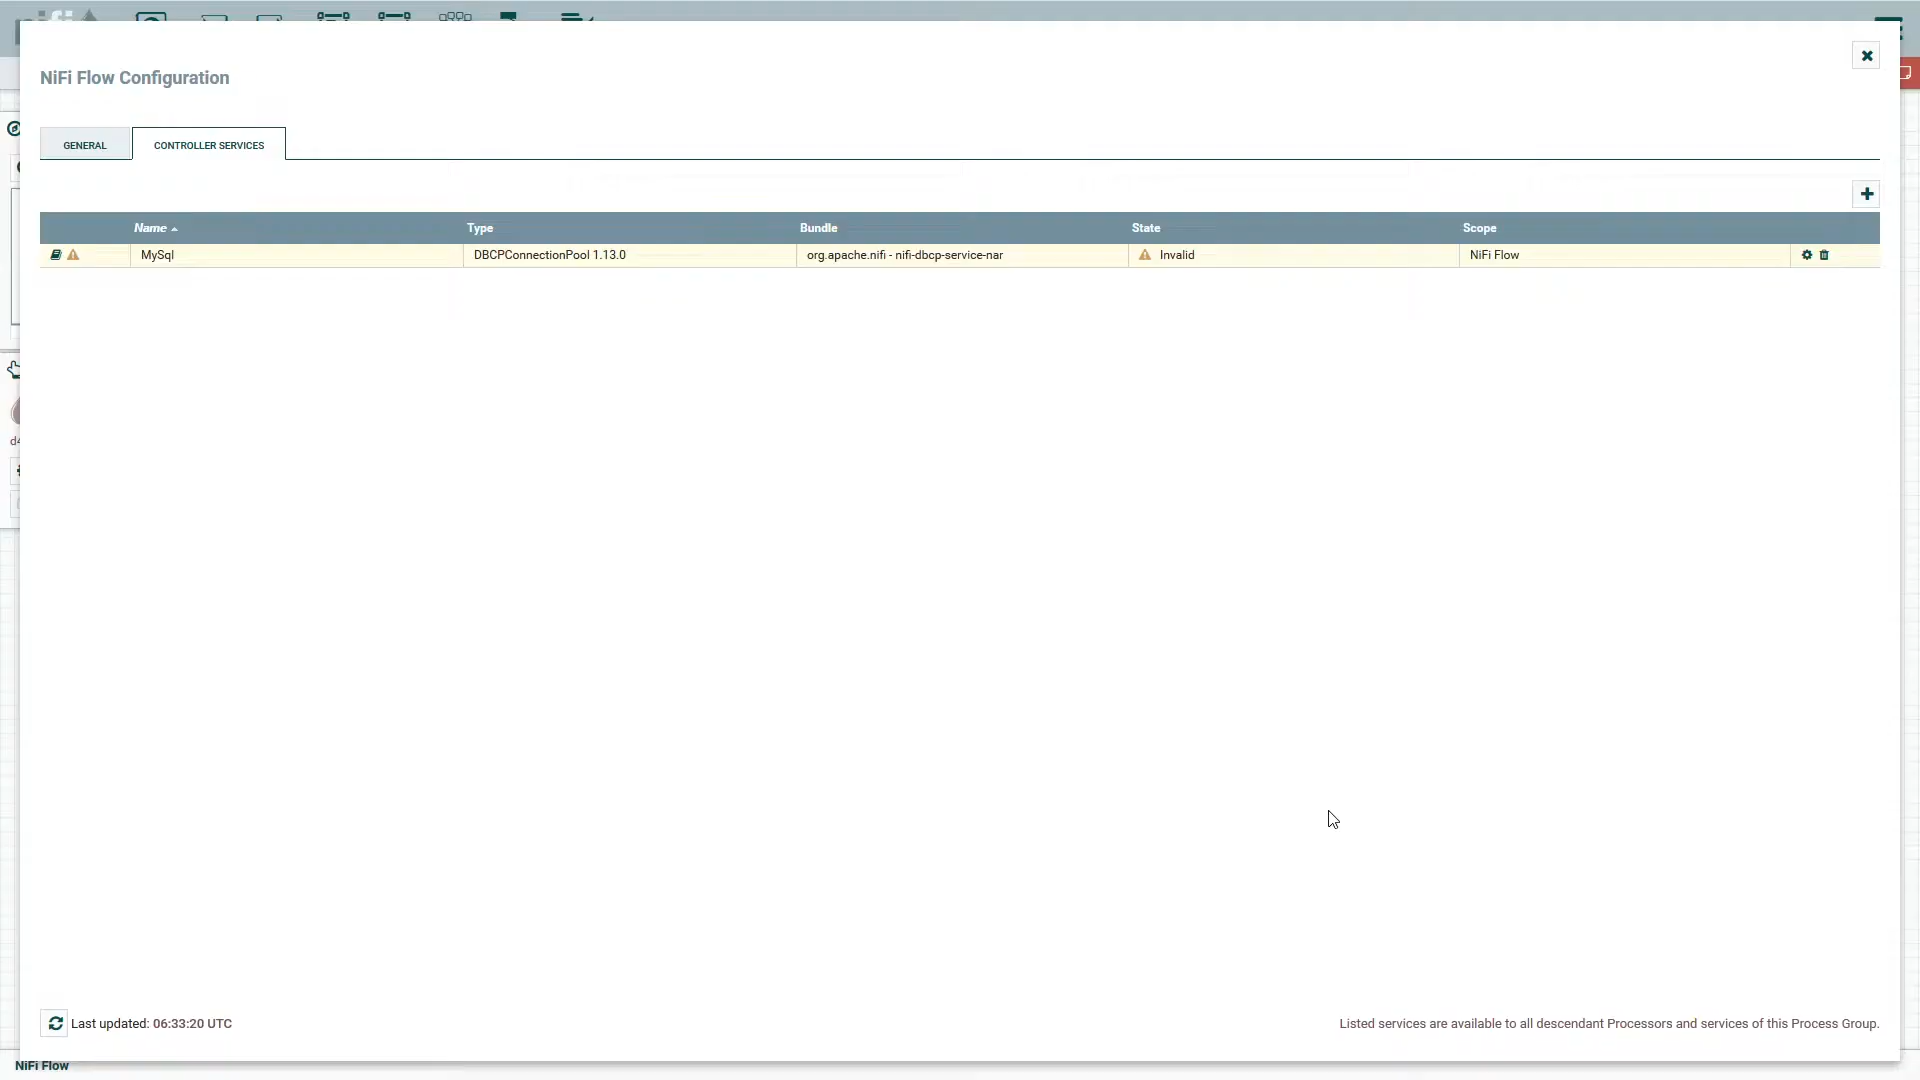 NiFi Flow Configuration
GENERAL
CONTROLLER SERVICES
Name
Type
Bundle
State
Scope
MySql
DBCPConnectionPool 1.13.0
org.apache.nifi - nifi-dbcp-service-nar
Invalid
NiFi Flow
Last updated: 06:33:20 UTC
Listed services are available to all descendant Processors and services of this Process Group.
NiFi Flow